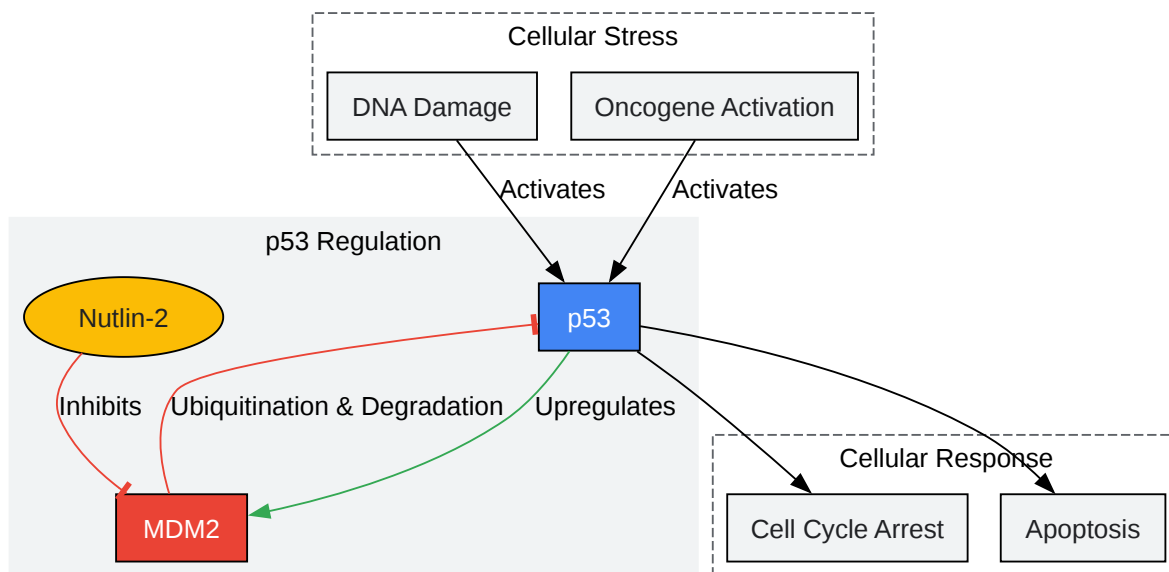 Cellular Stress
DNA Damage
Oncogene Activation
Activates
Activates
p53 Regulation
Nutlin-2
p53
Inhibits
Ubiquitination & Degradation
Upregulates
MDM2
Cellular Response
Cell Cycle Arrest
Apoptosis